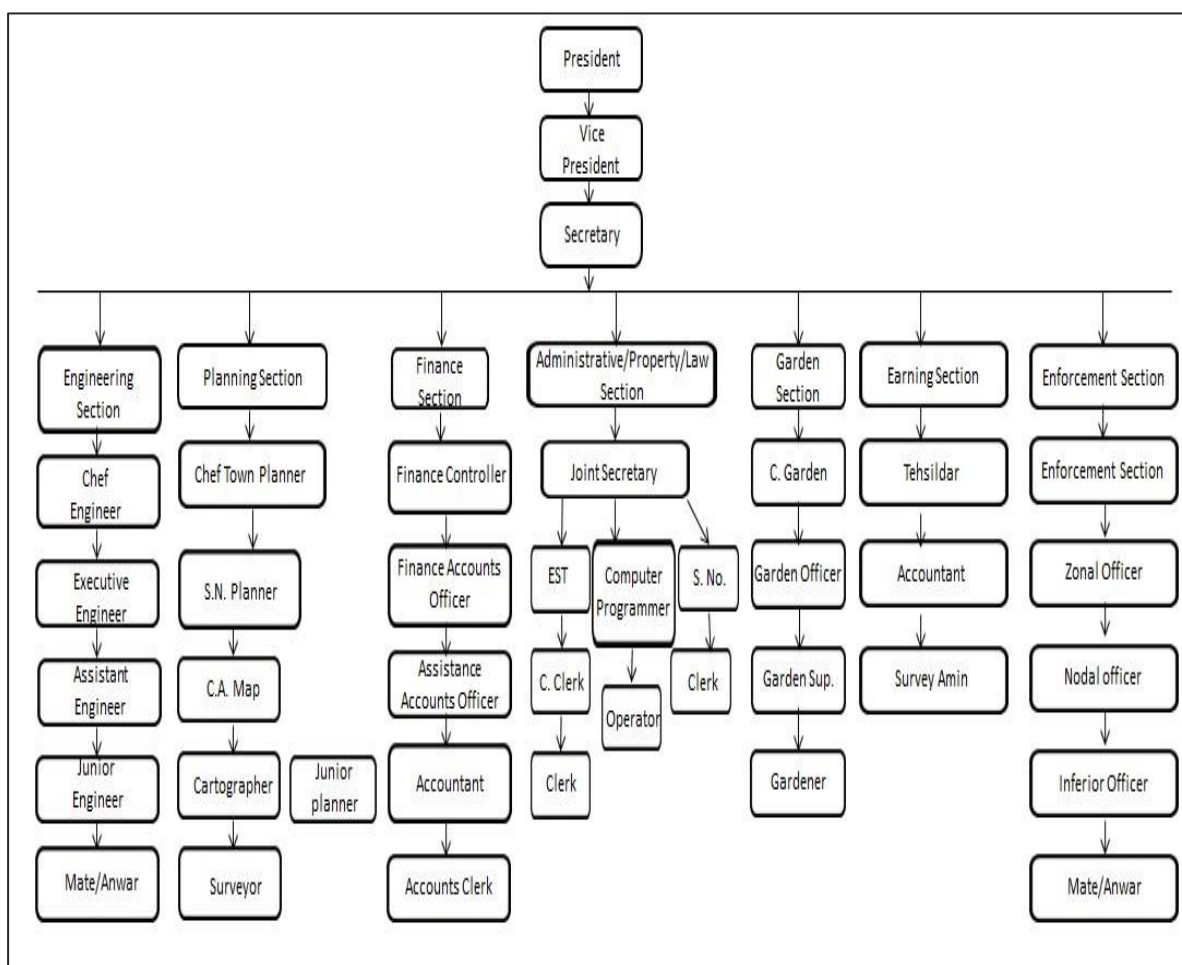 President
Vice
President
Secretary
Engineering
Section
Chef
Engineer
Executive
Engineer
Assistant
Engineer
Junior
Engineer
Mate/Anwar
Planning Section
Chef Town Planner
S.N. Planner
C.A. Map
Cartographer
Junior
planner
Surveyor
Finance
Section
Finance Controller
Finance Accounts
Officer
Assistance
Accounts Officer
Accountant
Accounts Clerk
Administrative/Property/Law
Section
Joint Secretary
EST
C. Clerk
Clerk
Computer
Programmer
Operator
S. No.
Clerk
Garden
Section
C. Garden
Garden Officer
Garden Sup.
Gardener
Earning Section
Tehsildar
Accountant
Survey Amin
Enforcement Section
Enforcement Section
Zonal Officer
Nodal officer
Inferior Officer
Mate/Anwar